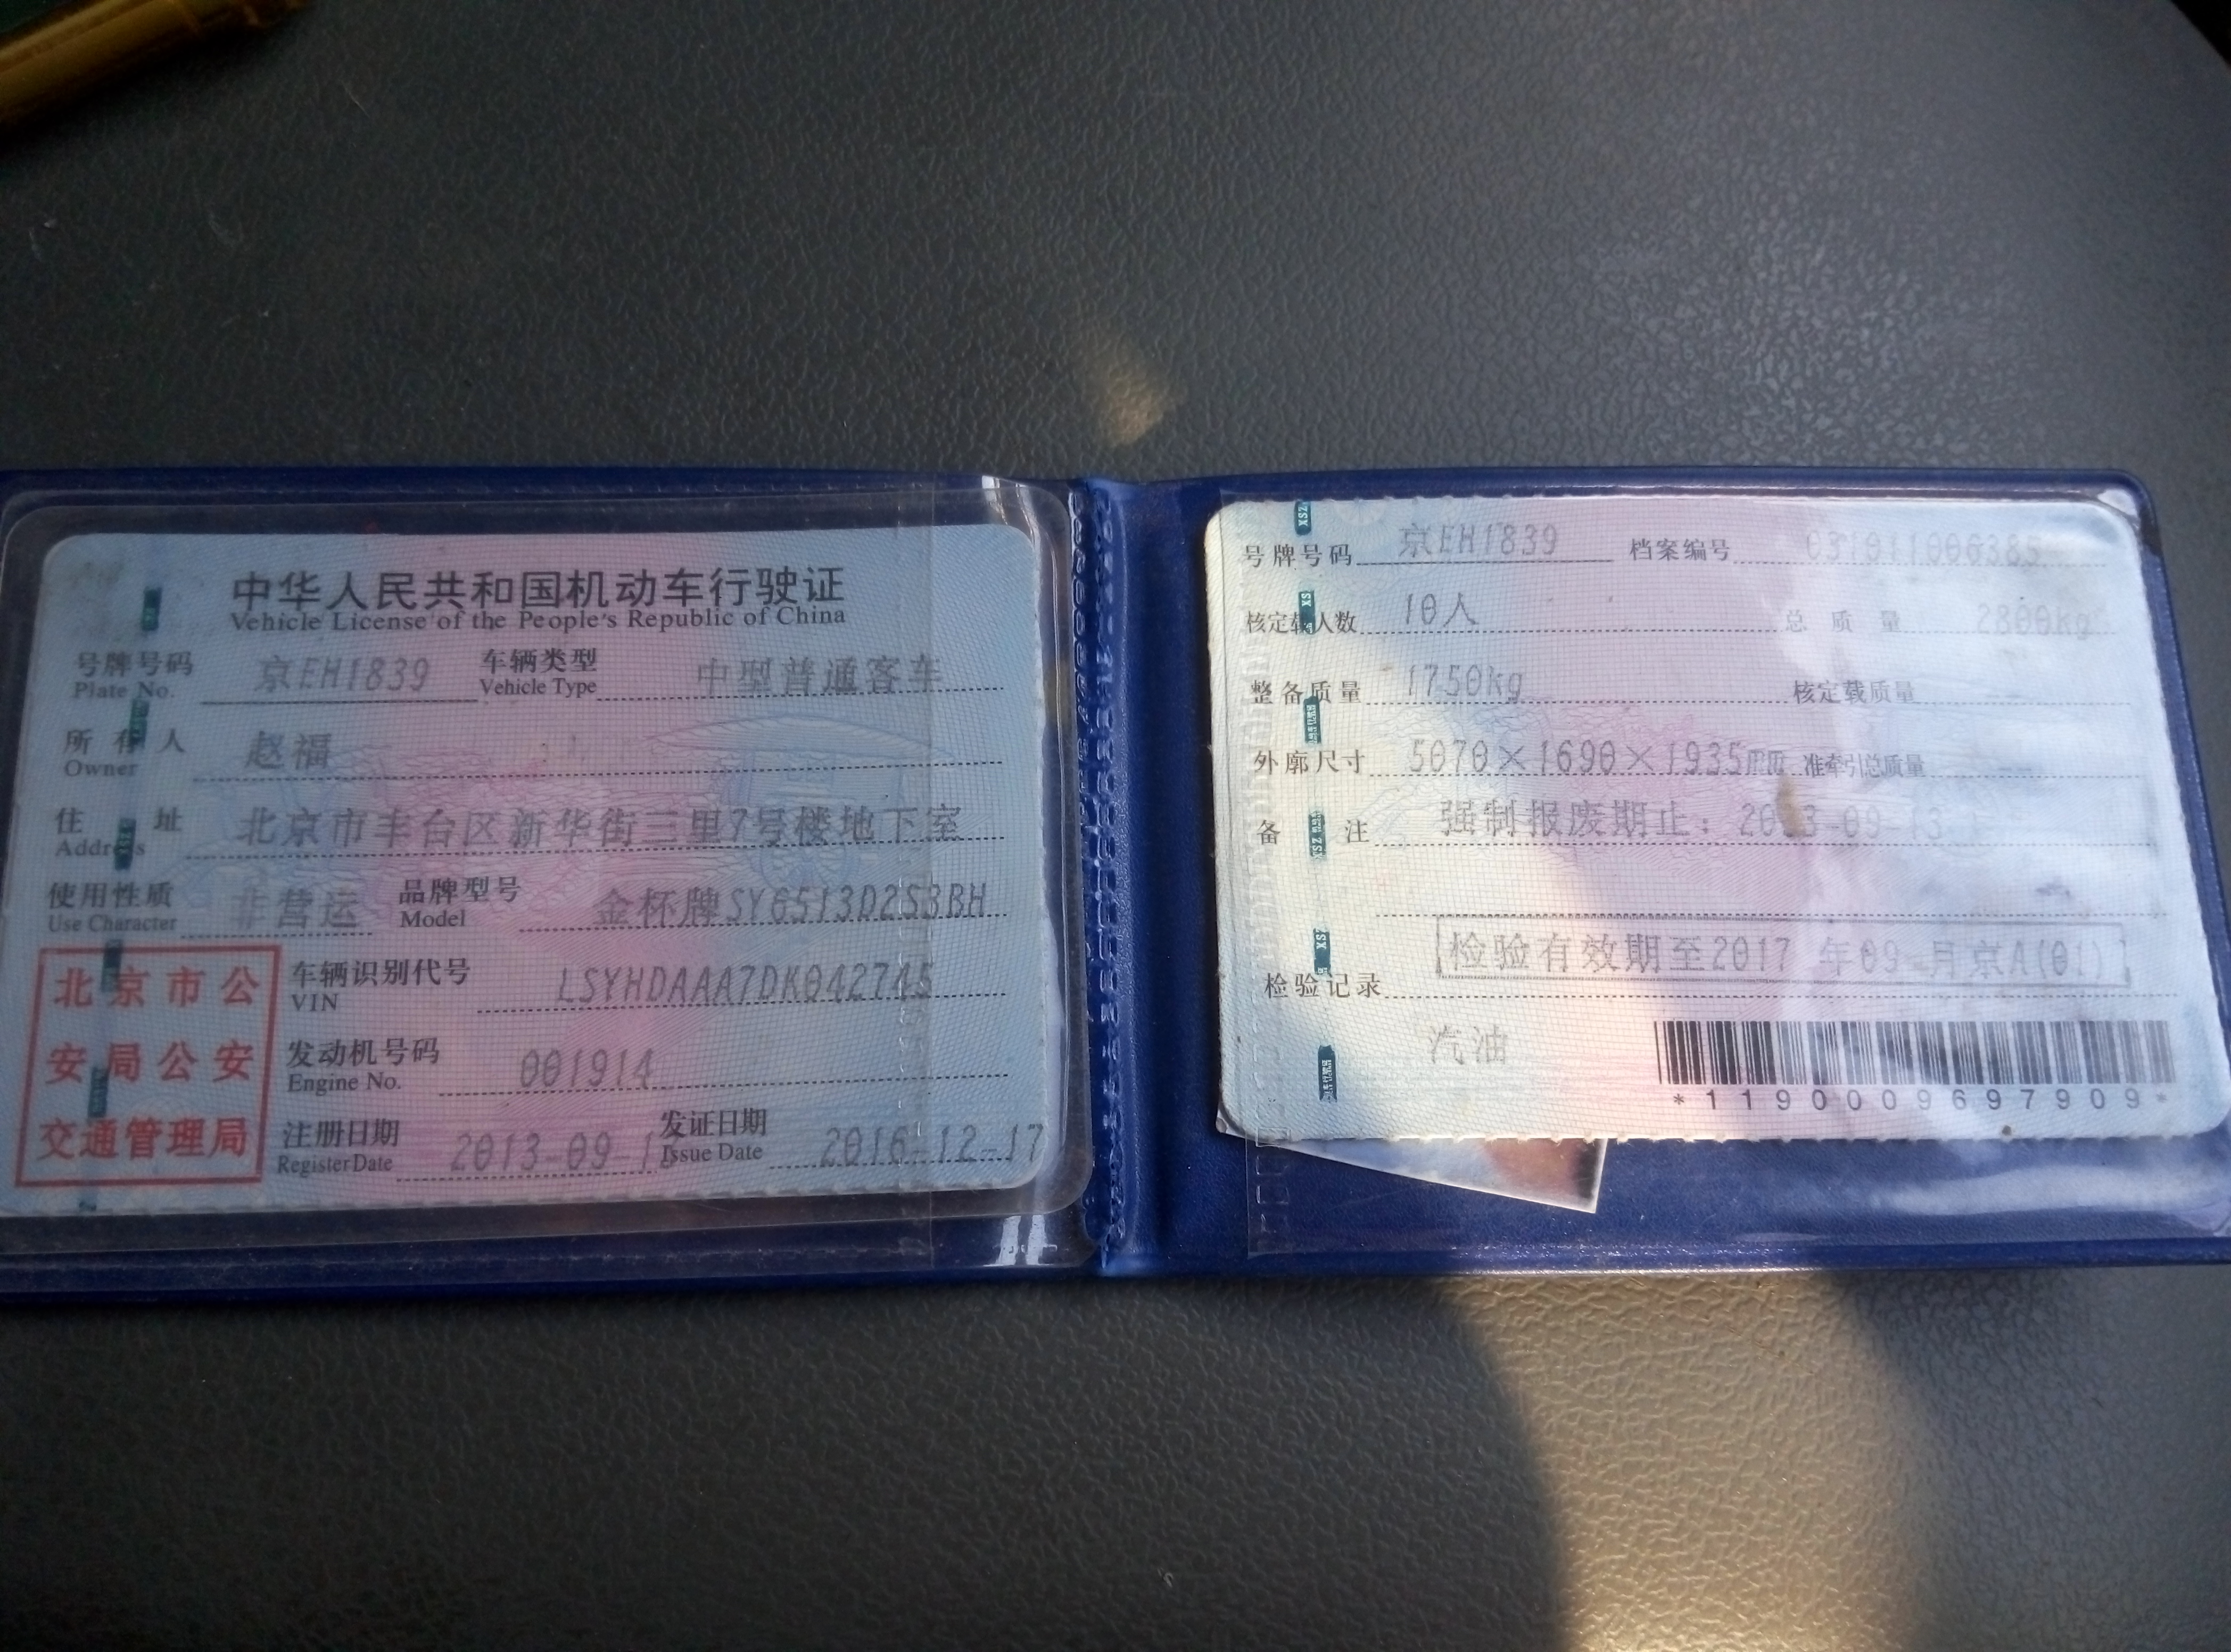 中华人民共和国机动车行驶证
Vehicle License of the People's Republic of China
号牌号码 京EH1839 车辆类型 中型普通客车
Plate No. Vehicle Type
所有人 赵福
Owner
住址 北京市丰台区新华街三里7号楼地下室
Address
使用性质 非营运 品牌型号 金杯牌SY6513D2S3BH
Use Character Model
北京市公
安局公安
交通管理局
车辆识别代号 LSYHDAAA7DK042745
VIN
发动机号码 001914
Engine No.
注册日期 2013-09-13 发证日期 2016-12-17
Register Date Issue Date
号牌号码 京EH1839 档案编号 031011006385
核定载人数 10人 总质量 2800kg
整备质量 1750kg 核定载质量
外廓尺寸 5070×1690×1935mm 准牵引总质量
备注 强制报废期止：2033-09-13
检验记录 检验有效期至2017年09月京A(01)
汽油
*1190009697909*